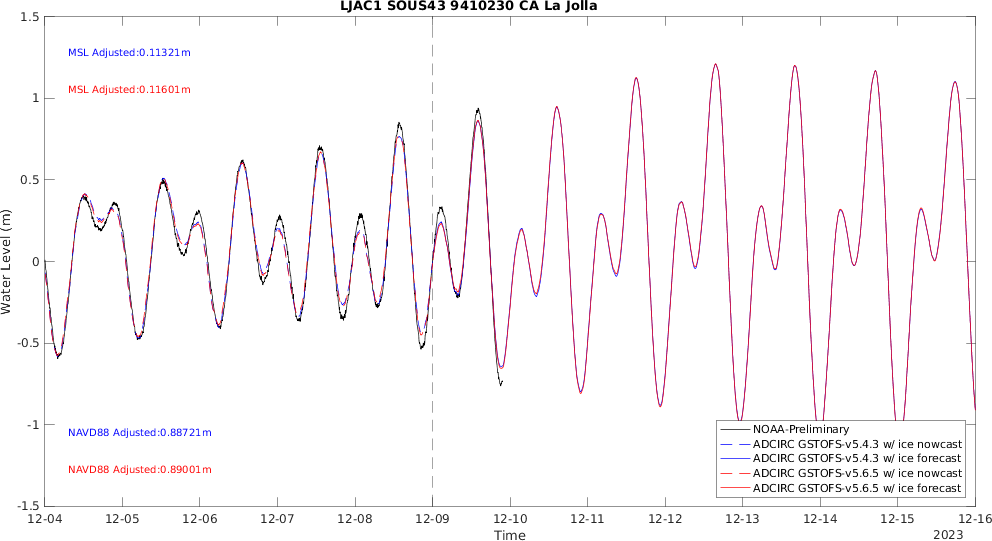 LJAC1 SOUS43 9410230 CA La Jolla
1.5
MSL Adjusted:0.11321m
MSL Adjusted:0.11601m
1
0.5
0
-0.5
-1
-1.5
Water Level (m)
NAVD88 Adjusted:0.88721m
NAVD88 Adjusted:0.89001m
NOAA-Preliminary
ADCIRC GSTOFS-v5.4.3 w/ ice nowcast
ADCIRC GSTOFS-v5.4.3 w/ ice forecast
ADCIRC GSTOFS-v5.6.5 w/ ice nowcast
ADCIRC GSTOFS-v5.6.5 w/ ice forecast
12-04 12-05 12-06 12-07 12-08 12-09 12-10 12-11 12-12 12-13 12-14 12-15 12-16
Time
2023